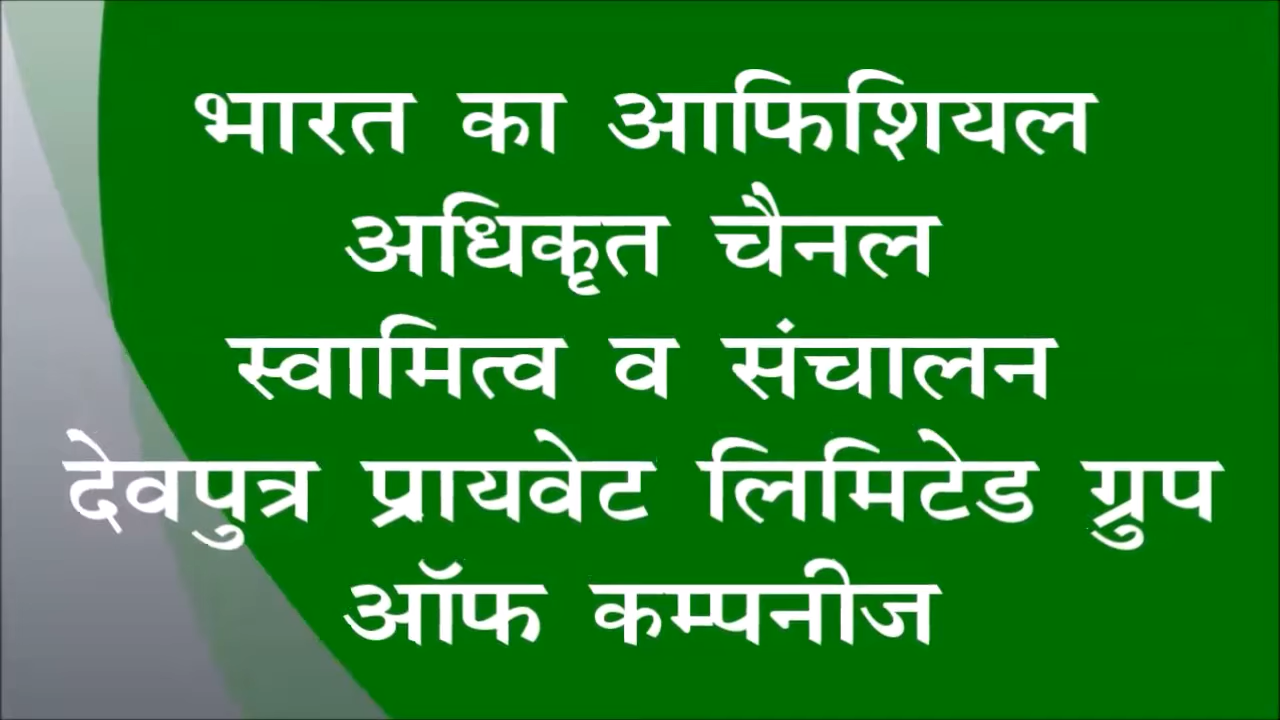 भारत का आफिशियल
अधिकृत चैनल
स्वामित्व व संचालन
देवपुत्र प्रायवेट लिमिटेड ग्रुप
ऑफ कम्पनीज